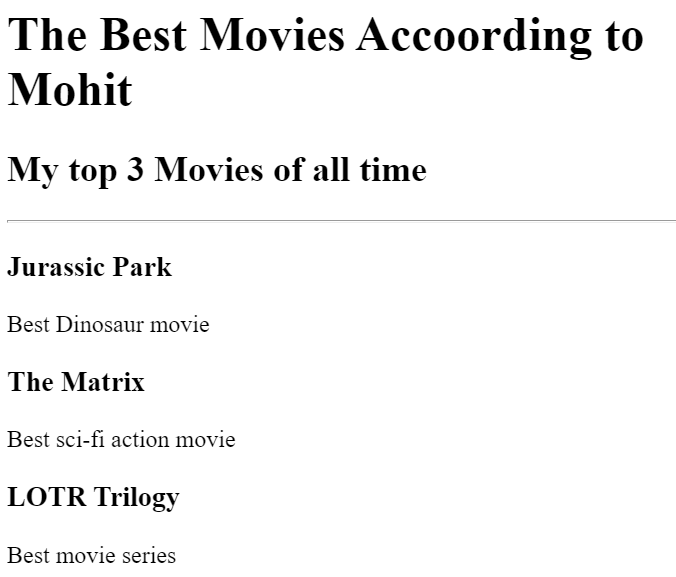 The Best Movies Accoording to
Mohit
My top 3 Movies of all time
Jurassic Park
Best Dinosaur movie
The Matrix
Best sci-fi action movie
LOTR Trilogy
Best movie series